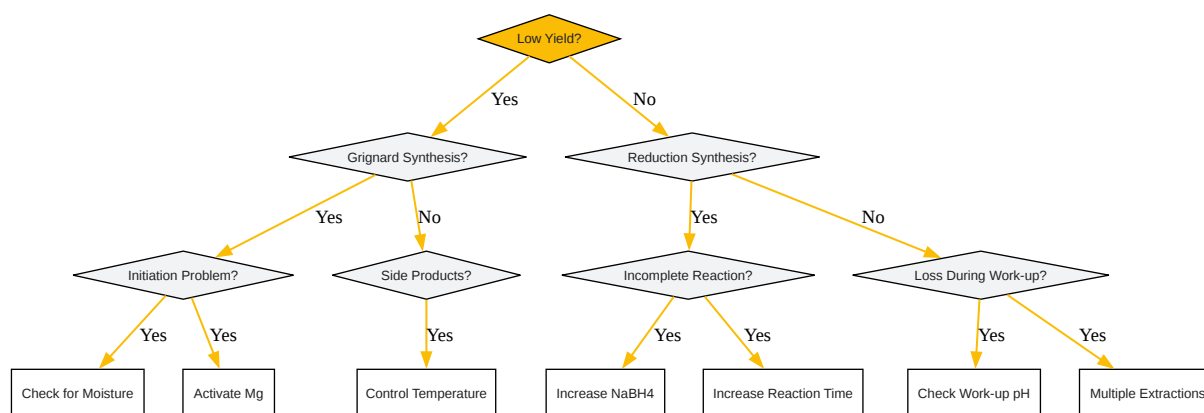 Low Yield?
Yes
No
Grignard Synthesis?
Reduction Synthesis?
Yes
No
Yes
No
Initiation Problem?
Side Products?
Incomplete Reaction?
Loss During Work-up?
Yes
Yes
Yes
Yes
Yes
Yes
Yes
Check for Moisture
Activate Mg
Control Temperature
Increase NaBH4
Increase Reaction Time
Check Work-up pH
Multiple Extractions